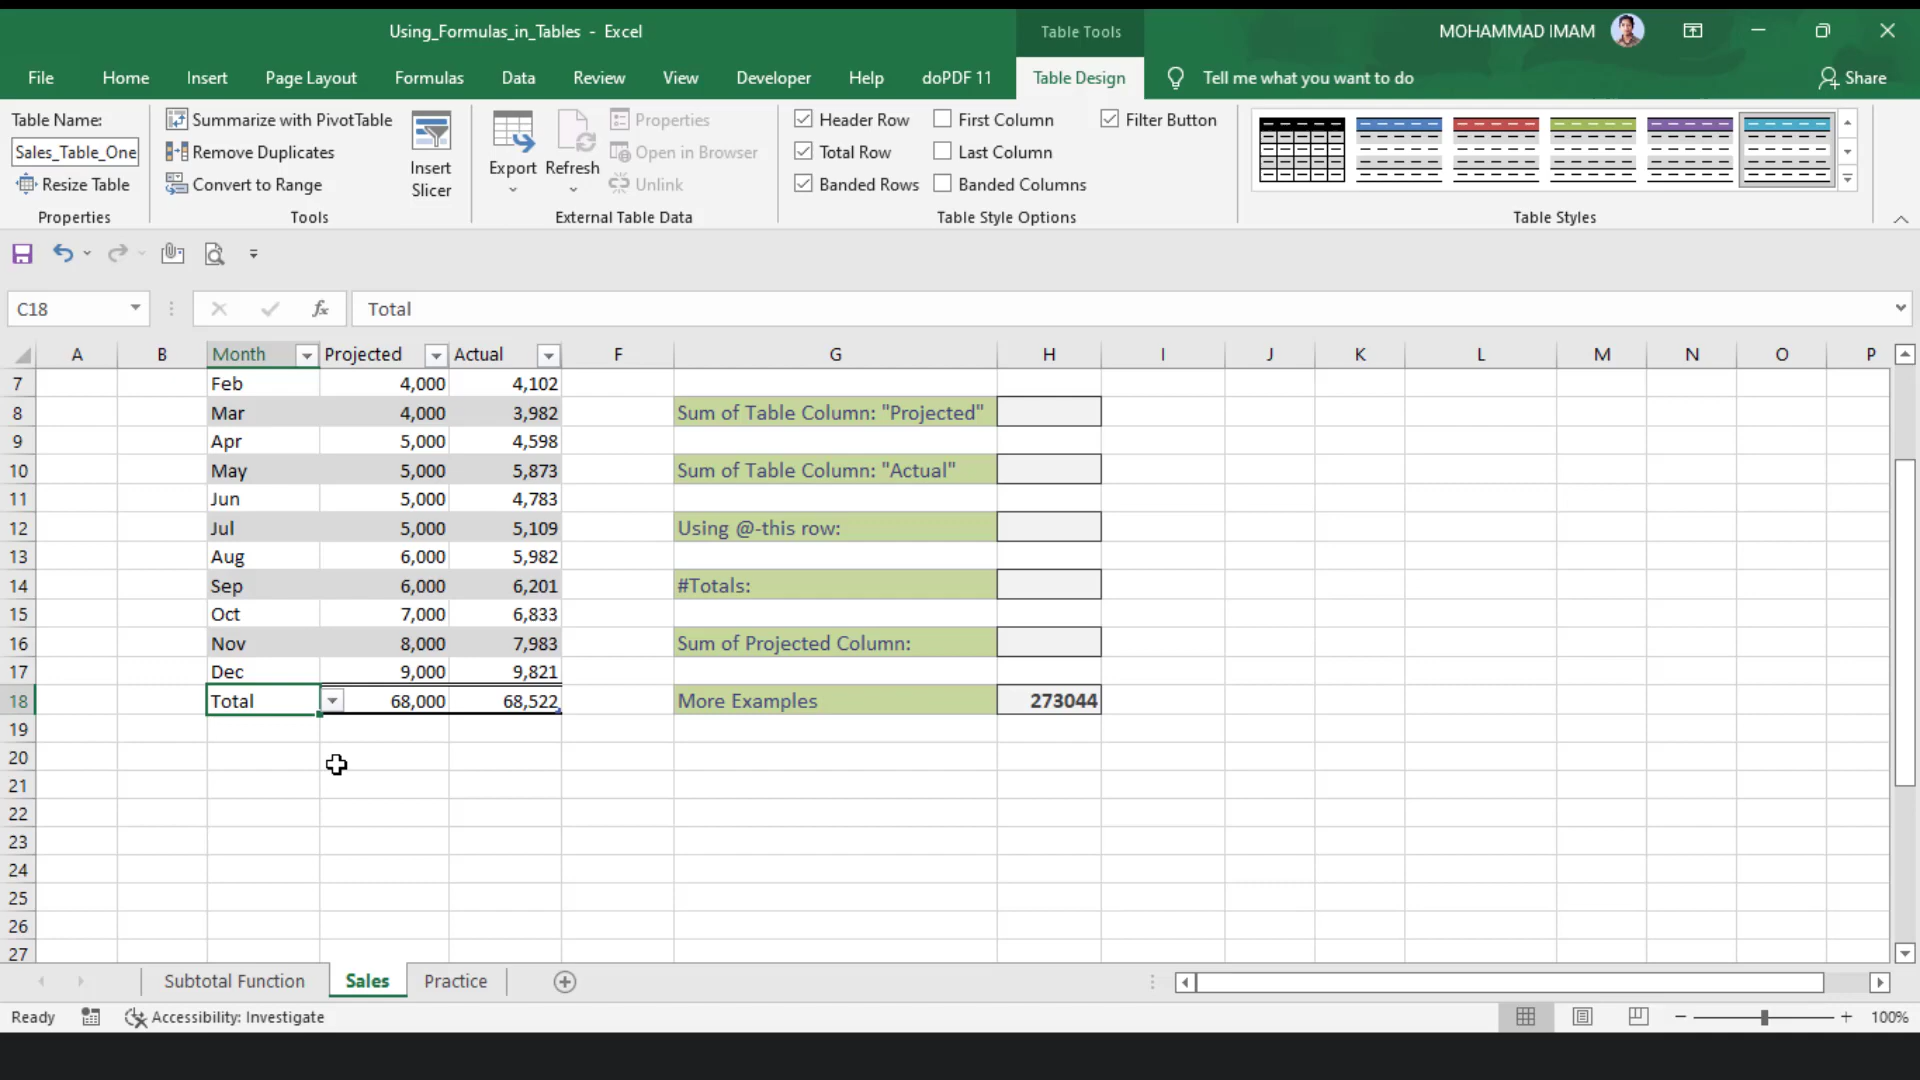 Using_Formulas_in_Tables - Excel
Table Tools
MOHAMMAD IMAM
File Home Insert Page Layout Formulas Data Review View Developer Help doPDF 11 Table Design Tell me what you want to do Share
Table Name:
Sales_Table_One
Resize Table
Properties
Summarize with PivotTable
Remove Duplicates
Convert to Range
Tools
Insert
Slicer
Export
Refresh
Properties
Open in Browser
Unlink
External Table Data
Header Row
Total Row
Banded Rows
First Column
Last Column
Banded Columns
Filter Button
Table Style Options
Table Styles
C18
fx
Total
A B Month Projected Actual F G H I J K L M N O P
7 Feb 4,000 4,102
8 Mar 4,000 3,982 Sum of Table Column: "Projected"
9 Apr 5,000 4,598
10 May 5,000 5,873 Sum of Table Column: "Actual"
11 Jun 5,000 4,783
12 Jul 5,000 5,109 Using @-this row:
13 Aug 6,000 5,982
14 Sep 6,000 6,201 #Totals:
15 Oct 7,000 6,833
16 Nov 8,000 7,983 Sum of Projected Column:
17 Dec 9,000 9,821
18 Total 68,000 68,522 More Examples 273044
19
20
21
22
23
24
25
26
27
Subtotal Function Sales Practice
Ready Accessibility: Investigate 100%